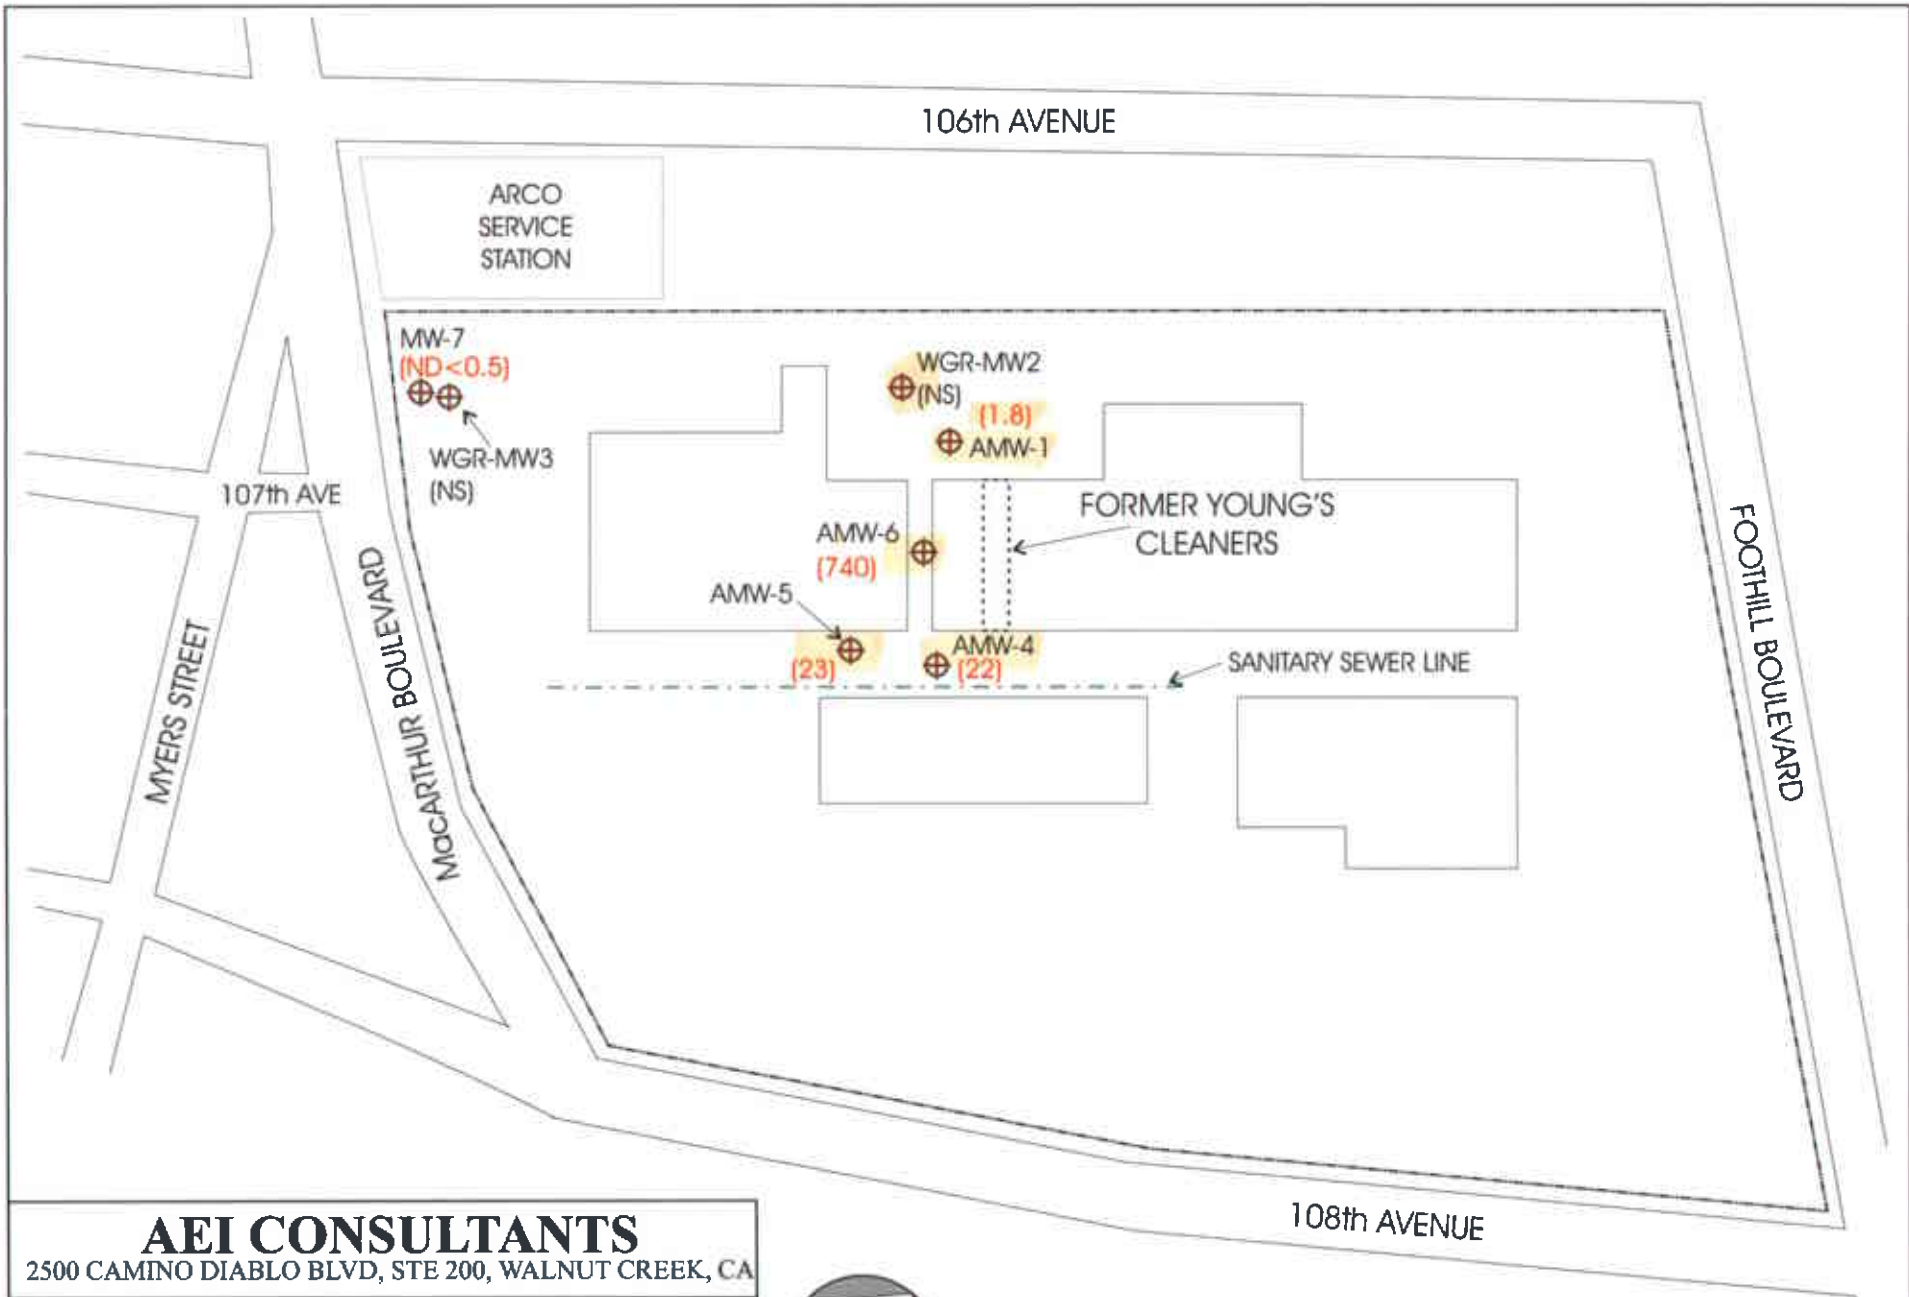 106th AVENUE
ARCO
SERVICE
STATION
MW-7
(ND<0.5)
WGR-MW2
(NS)
(1.8)
AMW-1
WGR-MW3
(NS)
107th AVE
FORMER YOUNG'S
CLEANERS
AMW-6
(740)
AMW-5
(23)
AMW-4
(22)
SANITARY SEWER LINE
FOOTHILL BOULEVARD
MacARTHUR BOULEVARD
MYERS STREET
108th AVENUE
AEI CONSULTANTS
2500 CAMINO DIABLO BLVD, STE 200, WALNUT CREEK, CA